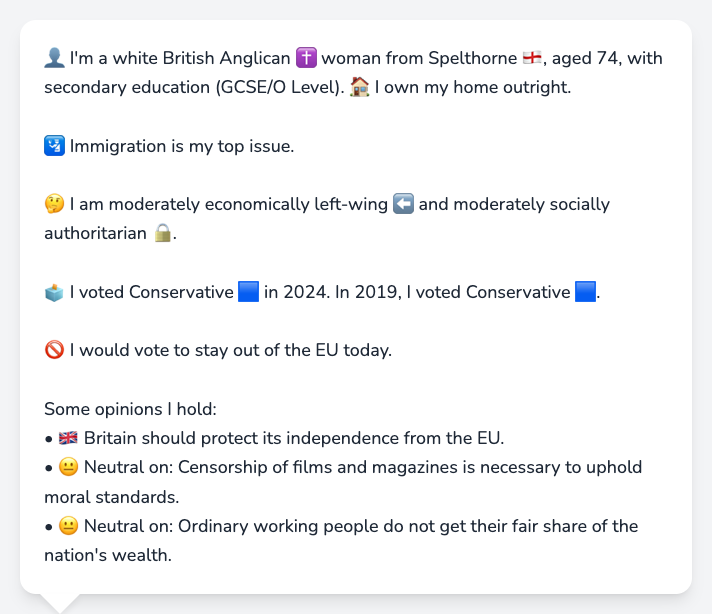 👤 I'm a white British Anglican ✝️ woman from Spelthorne 🏴󠁧󠁢󠁥󠁮󠁧󠁿, aged 74, with
secondary education (GCSE/O Level). 🏠 I own my home outright.
🛂 Immigration is my top issue.
🤔 I am moderately economically left-wing ⬅️ and moderately socially
authoritarian 🔒.
🗳️ I voted Conservative 🟦 in 2024. In 2019, I voted Conservative 🟦.
🚫 I would vote to stay out of the EU today.
Some opinions I hold:
• 🇬🇧 Britain should protect its independence from the EU.
• 😐 Neutral on: Censorship of films and magazines is necessary to uphold
moral standards.
• 😐 Neutral on: Ordinary working people do not get their fair share of the
nation's wealth.